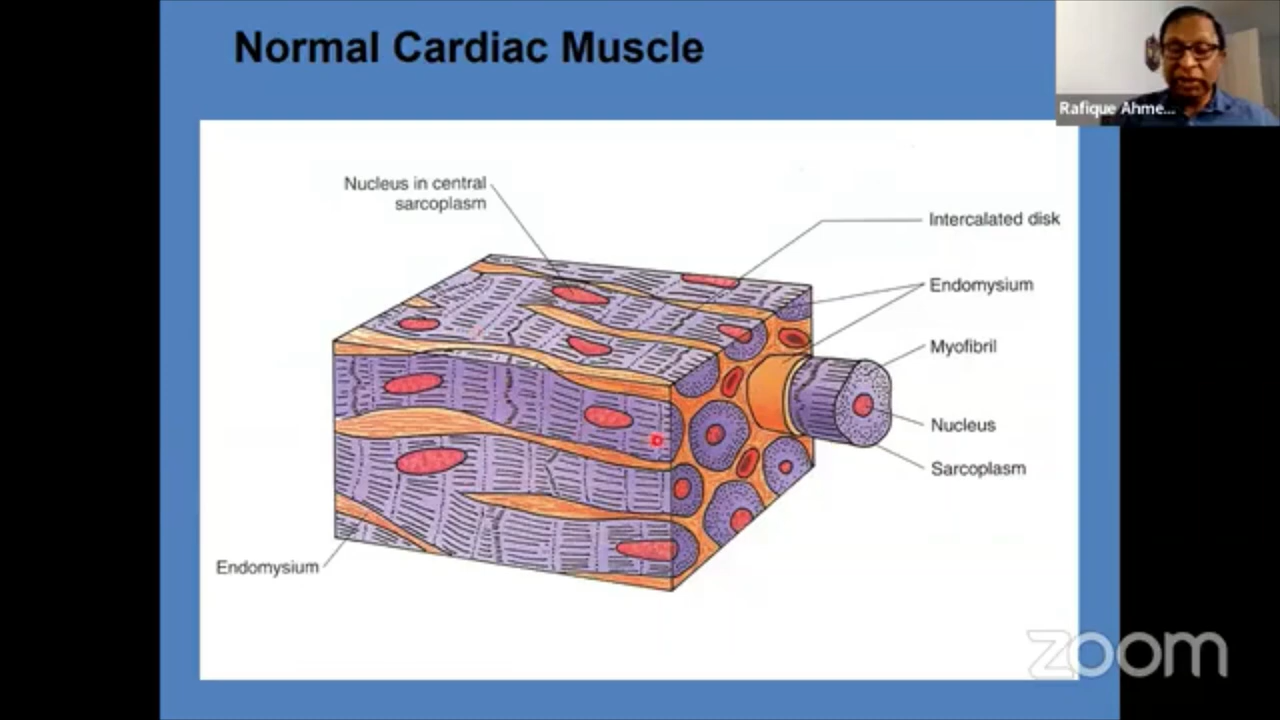 Normal Cardiac Muscle
Rafique Ahme...
Nucleus in central
sarcoplasm
Intercalated disk
Endomysium
Myofibril
Nucleus
Sarcoplasm
Endomysium
zoom